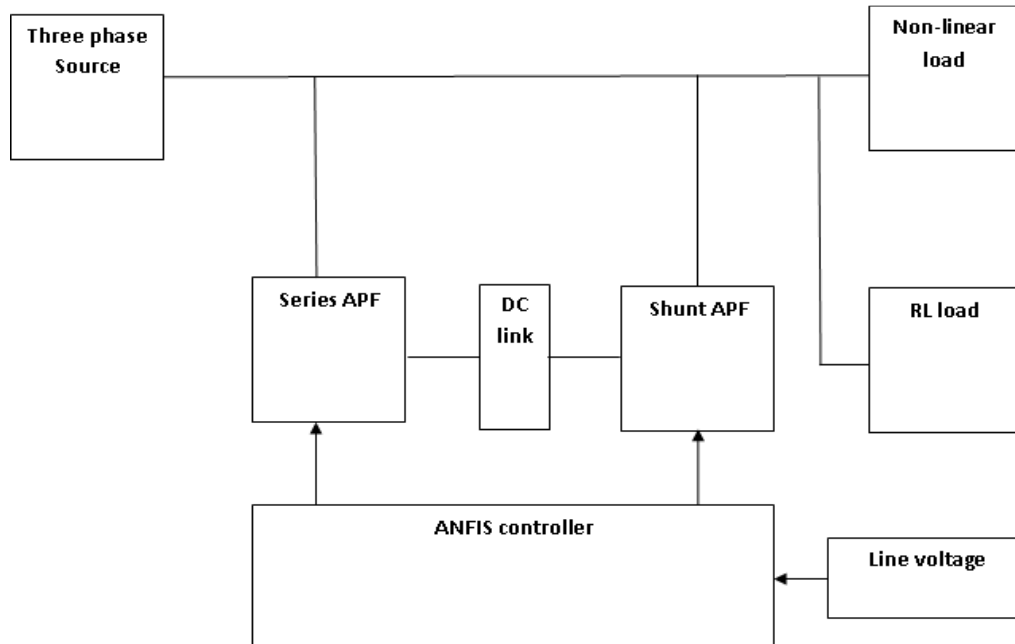 Three phase
Source
Non-linear
load
Series APF
DC
link
Shunt APF
RL load
ANFIS controller
Line voltage